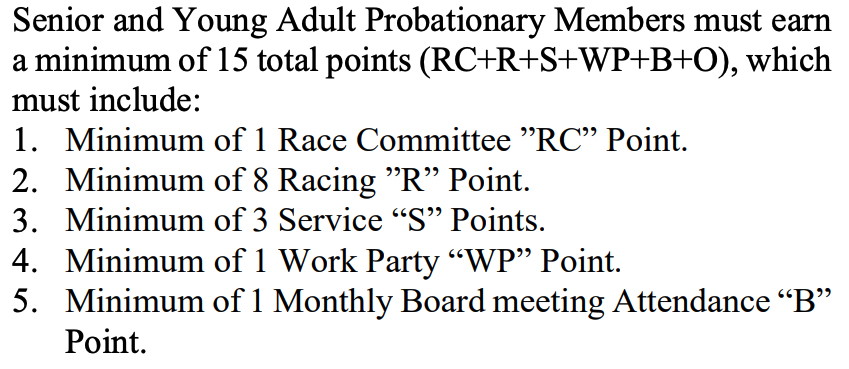 Senior and Young Adult Probationary Members must earn
a minimum of 15 total points (RC+R+S+WP+B+O), which
must include:
1. Minimum of 1 Race Committee ”RC” Point.
2. Minimum of 8 Racing ”R” Point.
3. Minimum of 3 Service “S” Points.
4. Minimum of 1 Work Party “WP” Point.
5. Minimum of 1 Monthly Board meeting Attendance “B”
Point.